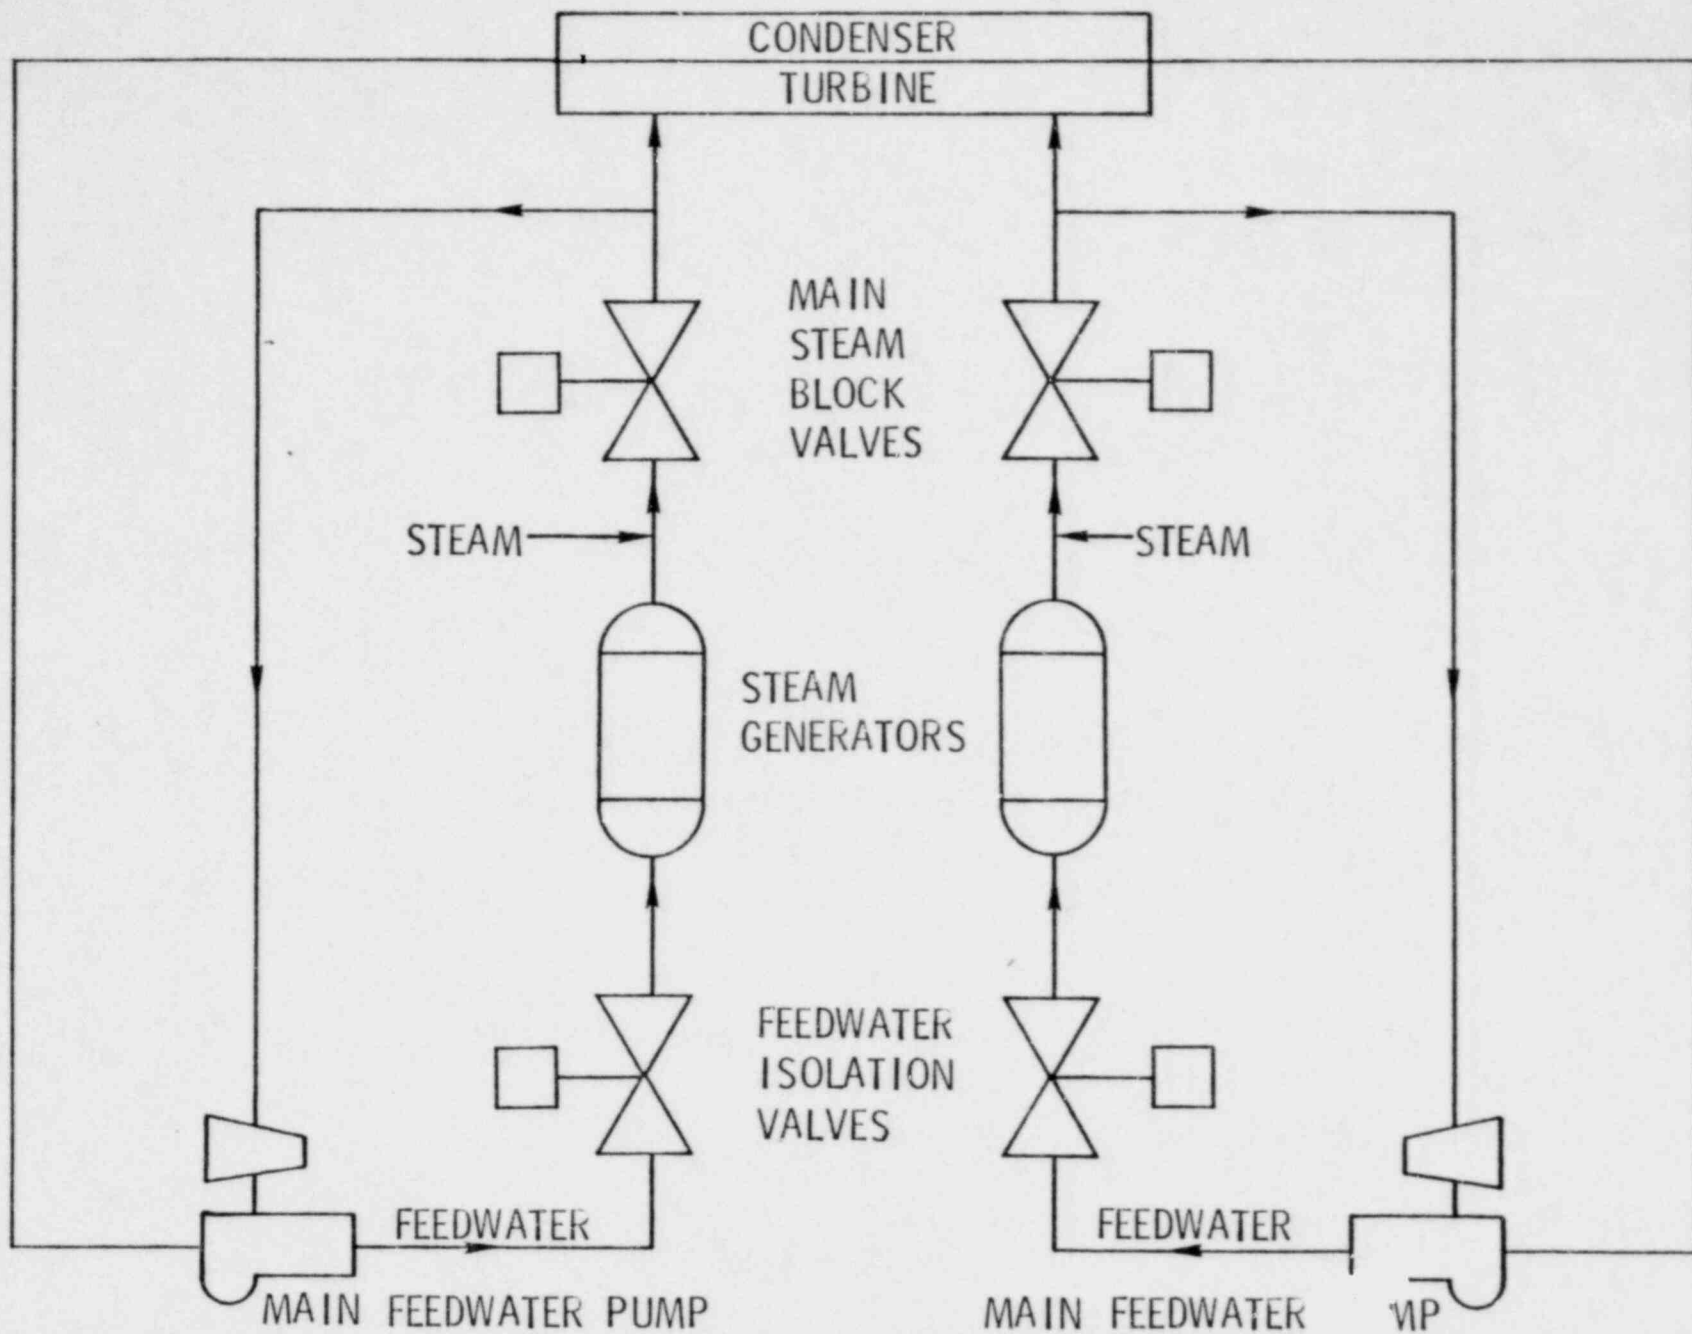 CONDENSER
TURBINE
MAIN
STEAM
BLOCK
VALVES
STEAM
STEAM
STEAM
GENERATORS
FEEDWATER
ISOLATION
VALVES
FEEDWATER
FEEDWATER
MAIN FEEDWATER PUMP
MAIN FEEDWATER